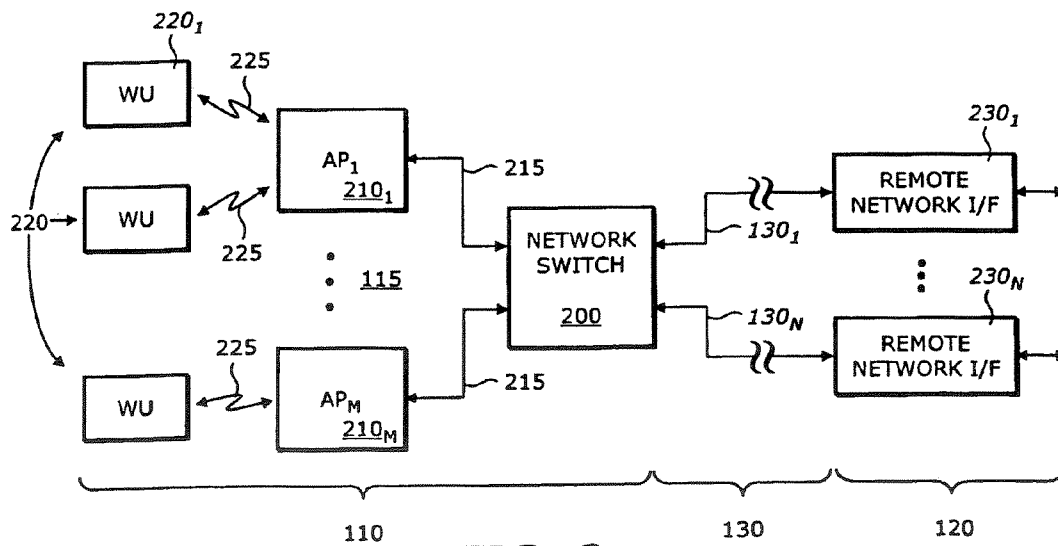 220₁
WU
225
AP₁
210₁
215
WU
220
225
115
NETWORK
SWITCH
200
130₁
230₁
REMOTE
NETWORK I/F
130_N
230_N
REMOTE
NETWORK I/F
WU
225
AP_M
210_M
215
110
130
120